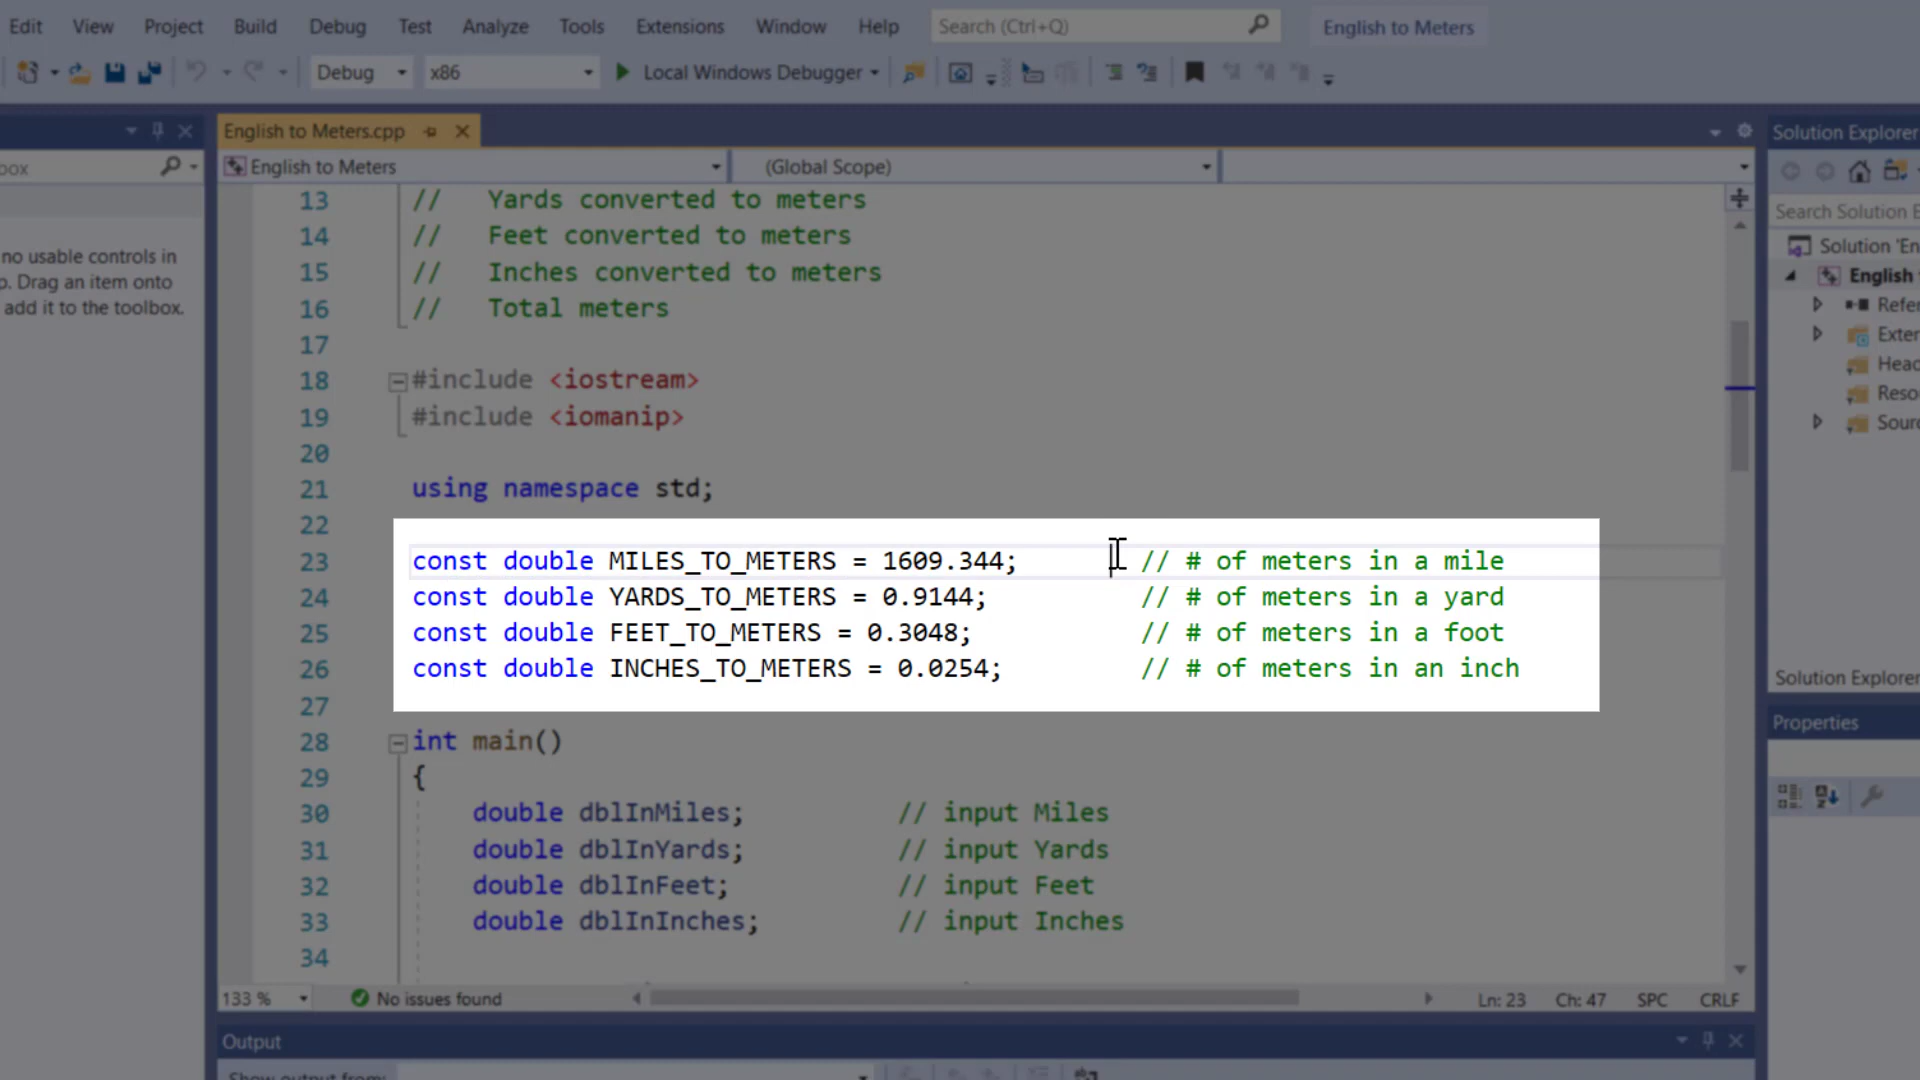 Edit View Project Build Debug Test Analyze Tools Extensions Window Help Search (Ctrl+Q) English to Meters
Debug x86 Local Windows Debugger
English to Meters.cpp Solution Explorer
box English to Meters (Global Scope)
Search Solution E
no usable controls in
p. Drag an item onto
add it to the toolbox.
13 // Yards converted to meters
14 // Feet converted to meters
15 // Inches converted to meters
16 // Total meters
17
18 #include <iostream>
19 #include <iomanip>
20
21 using namespace std;
22
23 const double MILES_TO_METERS = 1609.344; // # of meters in a mile
24 const double YARDS_TO_METERS = 0.9144; // # of meters in a yard
25 const double FEET_TO_METERS = 0.3048; // # of meters in a foot
26 const double INCHES_TO_METERS = 0.0254; // # of meters in an inch
27
28 int main()
29 {
30 double dblInMiles; // input Miles
31 double dblInYards; // input Yards
32 double dblInFeet; // input Feet
33 double dblInInches; // input Inches
34
133 % No issues found Ln: 23 Ch: 47 SPC CRLF
Output
Show output from:
Solution 'En
English
Refer
Exter
Head
Reso
Sourc
Solution Explorer
Properties